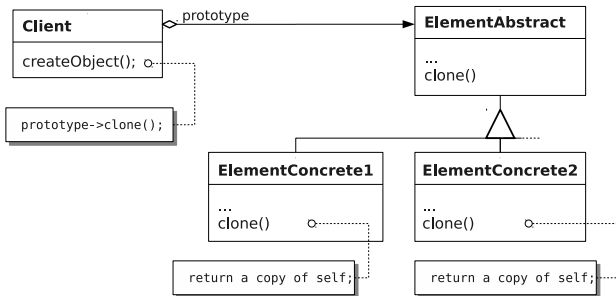 Client
prototype
ElementAbstract
createObject();
...
clone()
prototype->clone();
ElementConcrete1
ElementConcrete2
...
clone()
...
clone()
return a copy of self;
return a copy of self;